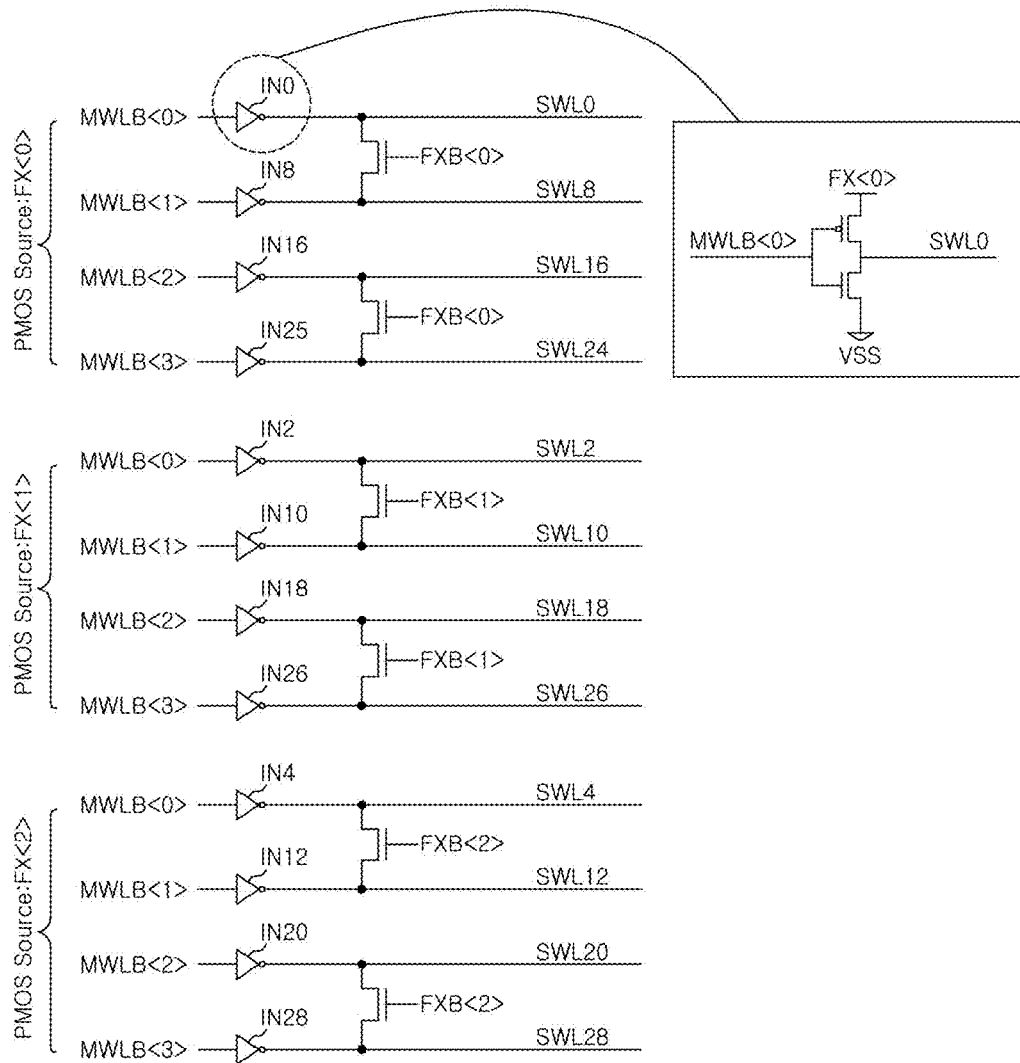 IN0
MWLB<0>
SWL0
FXB<0>
IN8
MWLB<1>
SWL8
IN16
MWLB<2>
SWL16
FXB<0>
IN25
MWLB<3>
SWL24
PMOS Source:FX<0>
FX<0>
MWLB<0>
SWL0
VSS
IN2
MWLB<0>
SWL2
FXB<1>
IN10
MWLB<1>
SWL10
IN18
MWLB<2>
SWL18
FXB<1>
IN26
MWLB<3>
SWL26
PMOS Source:FX<1>
IN4
MWLB<0>
SWL4
FXB<2>
IN12
MWLB<1>
SWL12
IN20
MWLB<2>
SWL20
FXB<2>
IN28
MWLB<3>
SWL28
PMOS Source:FX<2>